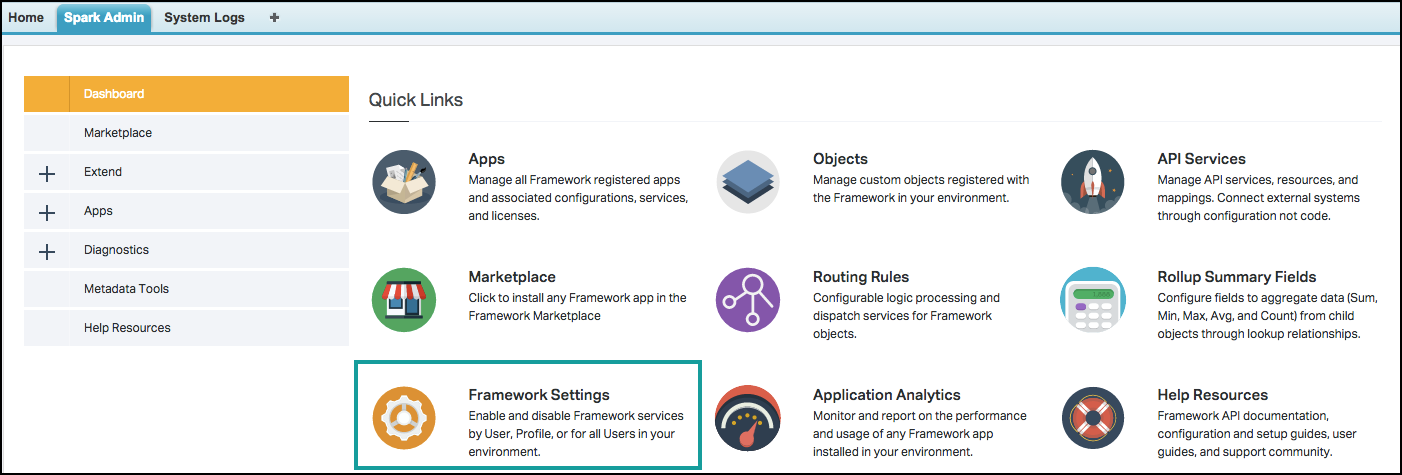 Home Spark Admin System Logs
Dashboard
Marketplace
Extend
Apps
Diagnostics
Metadata Tools
Help Resources
Quick Links
Apps
Manage all Framework registered apps
and associated configurations, services,
and licenses.
Objects
Manage custom objects registered with
the Framework in your environment.
API Services
Manage API services, resources, and
mappings. Connect external systems
through configuration not code.
Marketplace
Click to install any Framework app in the
Framework Marketplace
Routing Rules
Configurable logic processing and
dispatch services for Framework
objects.
Rollup Summary Fields
Configure fields to aggregate data (Sum,
Min, Max, Avg, and Count) from child
objects through lookup relationships.
Framework Settings
Enable and disable Framework services
by User, Profile, or for all Users in your
environment.
Application Analytics
Monitor and report on the performance
and usage of any Framework app
installed in your environment.
Help Resources
Framework API documentation,
configuration and setup guides, user
guides, and support community.